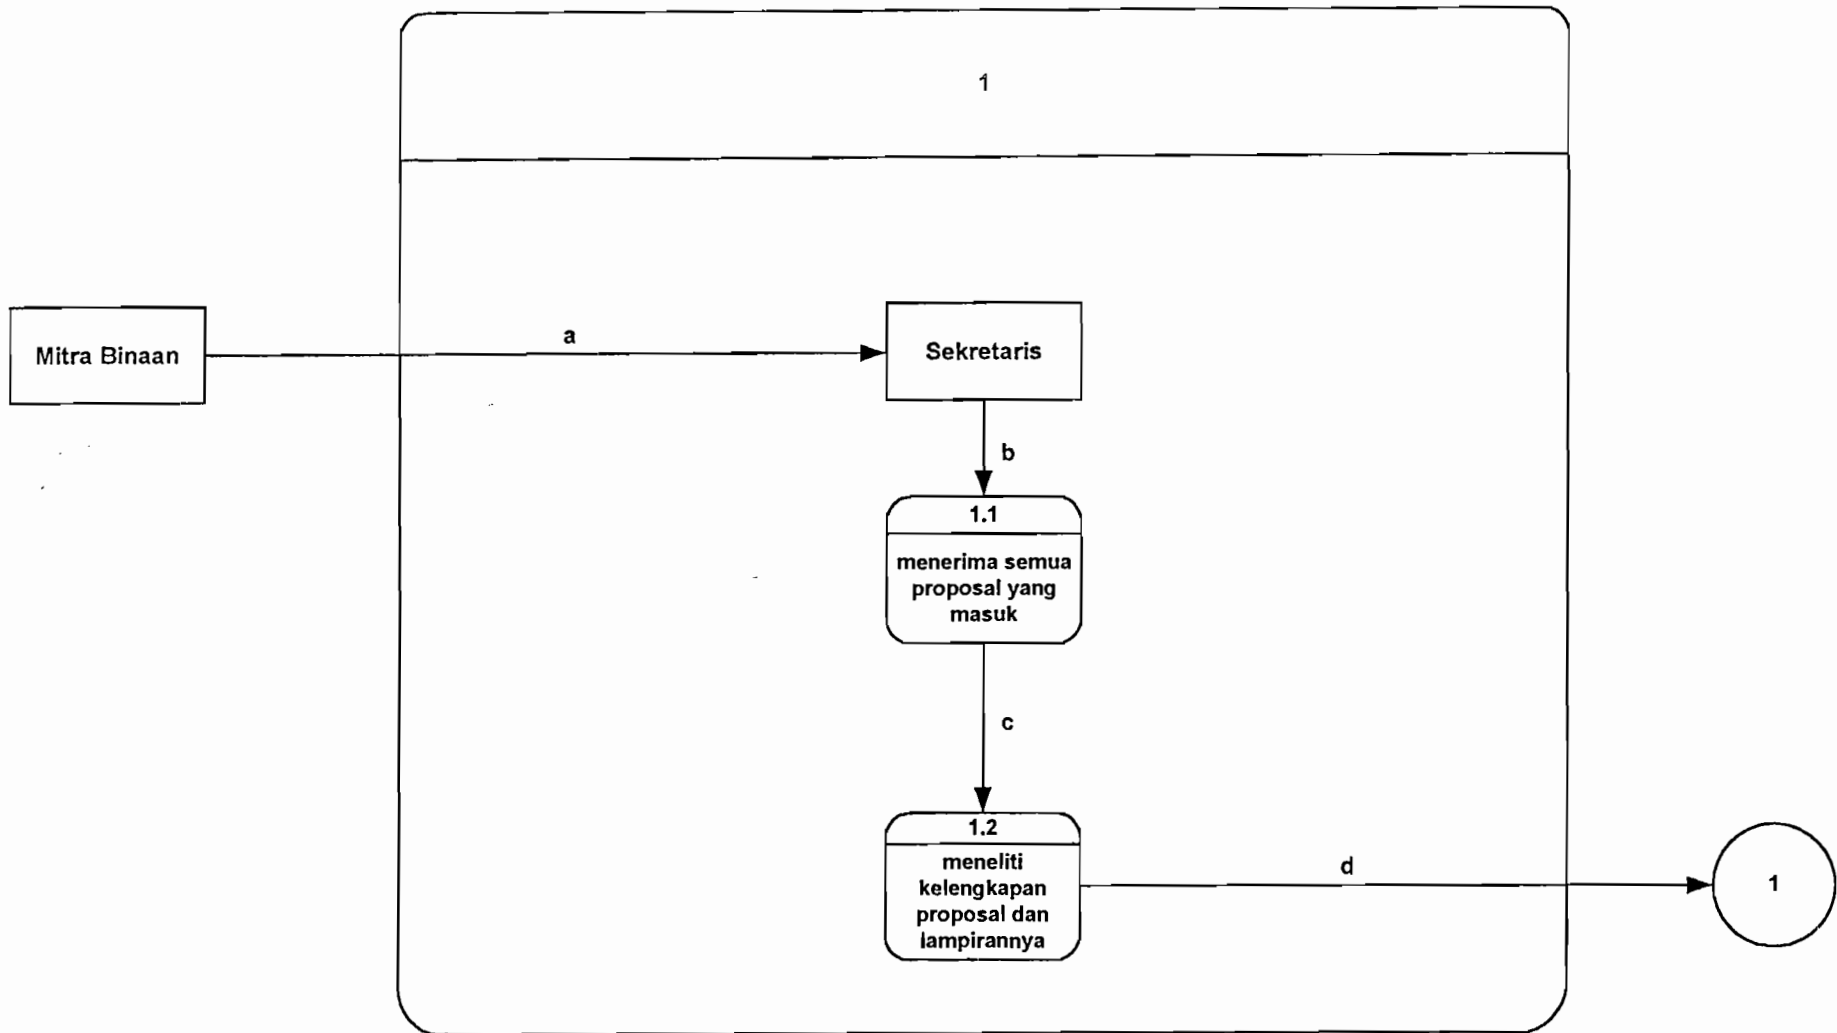 1
Mitra Binaan
a
Sekretaris
b
1.1
menerima semua
proposal yang
masuk
c
1.2
meneliti
kelengkapan
proposal dan
lampirannya
d
1